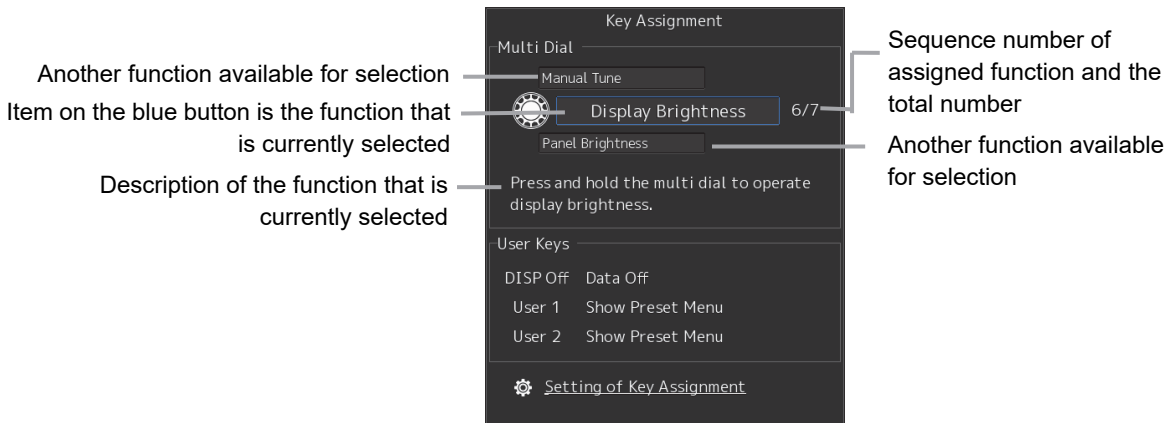 Key Assignment
Multi Dial
Another function available for selection
Manual Tune
Item on the blue button is the function that
is currently selected
Display Brightness 6/7
Sequence number of
assigned function and the
total number
Panel Brightness
Another function available
for selection
Description of the function that is
currently selected
Press and hold the multi dial to operate
display brightness.
User Keys
DISP Off Data Off
User 1 Show Preset Menu
User 2 Show Preset Menu
Setting of Key Assignment